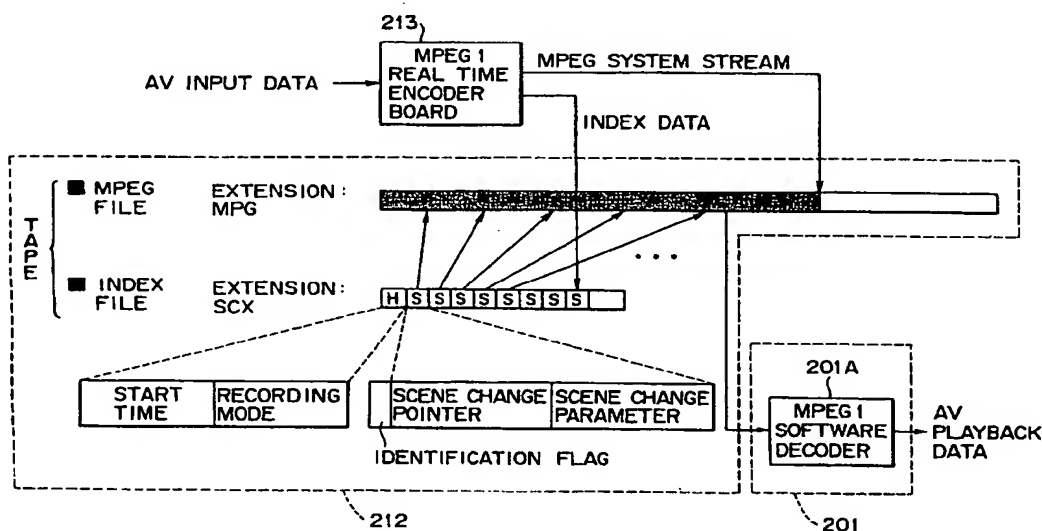 213
MPEG 1
REAL TIME
ENCODER
BOARD
AV INPUT DATA
MPEG SYSTEM STREAM
INDEX DATA
TAPE
MPEG
FILE
EXTENSION:
MPG
...
INDEX
FILE
EXTENSION:
SCX
H S S S S S S S S
START
TIME
RECORDING
MODE
SCENE CHANGE
POINTER
SCENE CHANGE
PARAMETER
IDENTIFICATION FLAG
201A
MPEG 1
SOFTWARE
DECODER
AV
PLAYBACK
DATA
212
201